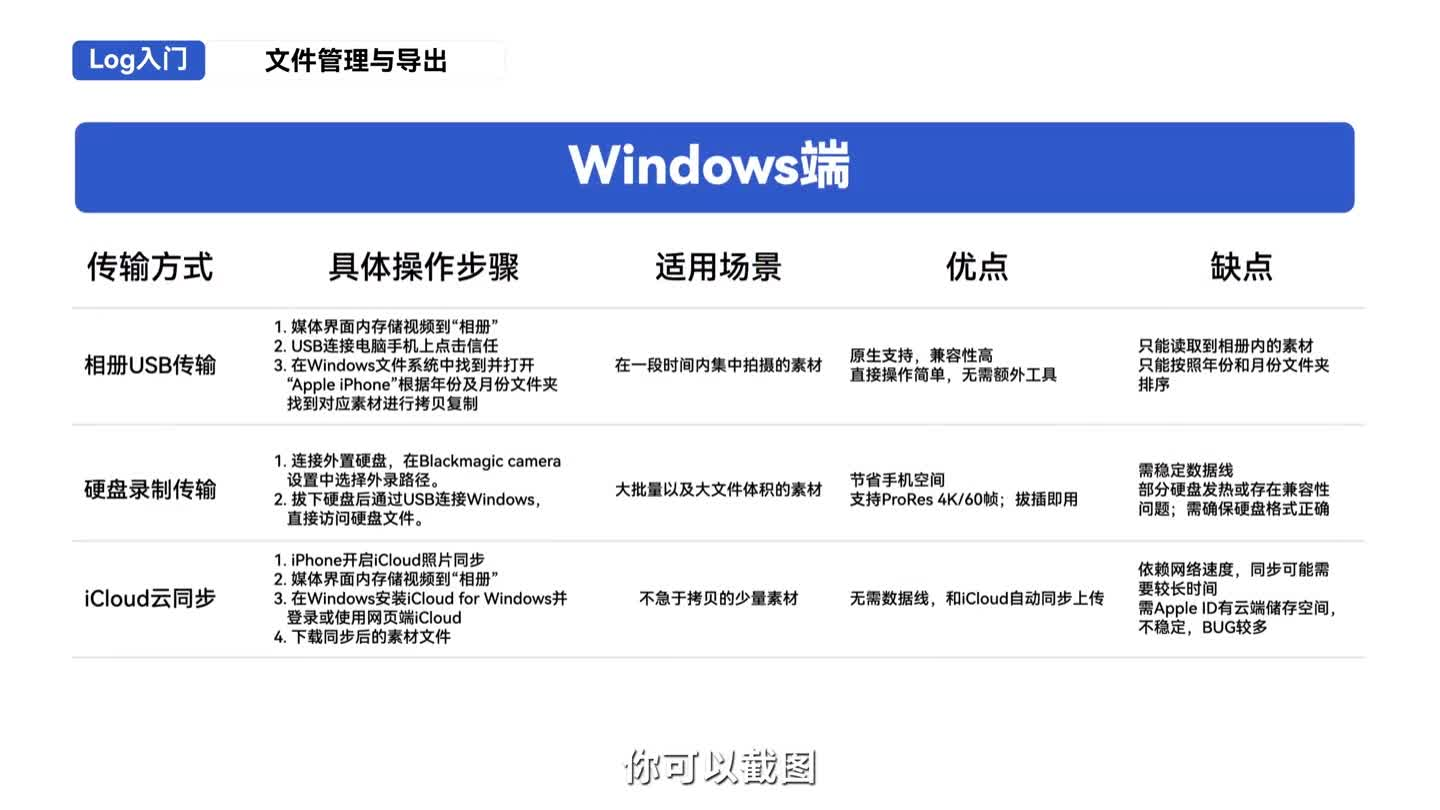 Log入门
文件管理与导出
Windows端
传输方式
具体操作步骤
适用场景
优点
缺点
相册USB传输
1. 媒体界面内存储视频到“相册”
2. USB连接电脑手机上点击信任
3. 在Windows文件系统中找到并打开
“Apple iPhone”根据年份及月份文件夹
找到对应素材进行拷贝复制
在一段时间内集中拍摄的素材
原生支持，兼容性高
直接操作简单，无需额外工具
只能读取到相册内的素材
只能按照年份和月份文件夹
排序
硬盘录制传输
1. 连接外置硬盘，在Blackmagic camera
设置中选择外录路径。
2. 拔下硬盘后通过USB连接Windows，
直接访问硬盘文件。
大批量以及大文件体积的素材
节省手机空间
支持ProRes 4K/60帧；拔插即用
需稳定数据线
部分硬盘发热或存在兼容性
问题；需确保硬盘格式正确
iCloud云同步
1. iPhone开启iCloud照片同步
2. 媒体界面内存储视频到“相册”
3. 在Windows安装iCloud for Windows并
登录或使用网页端iCloud
4. 下载同步后的素材文件
不急于拷贝的少量素材
无需数据线，和iCloud自动同步上传
依赖网络速度，同步可能需
要较长时间
需Apple ID有云端储存空间，
不稳定，BUG较多
你可以截图